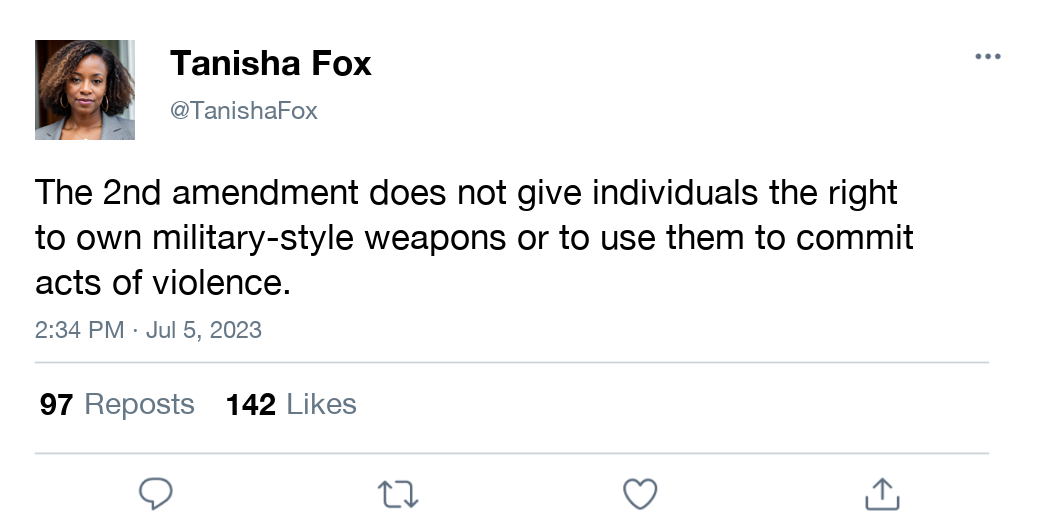 Tanisha Fox
@TanishaFox
The 2nd amendment does not give individuals the right
to own military-style weapons or to use them to commit
acts of violence.
2:34 PM · Jul 5, 2023
97 Reposts 142 Likes